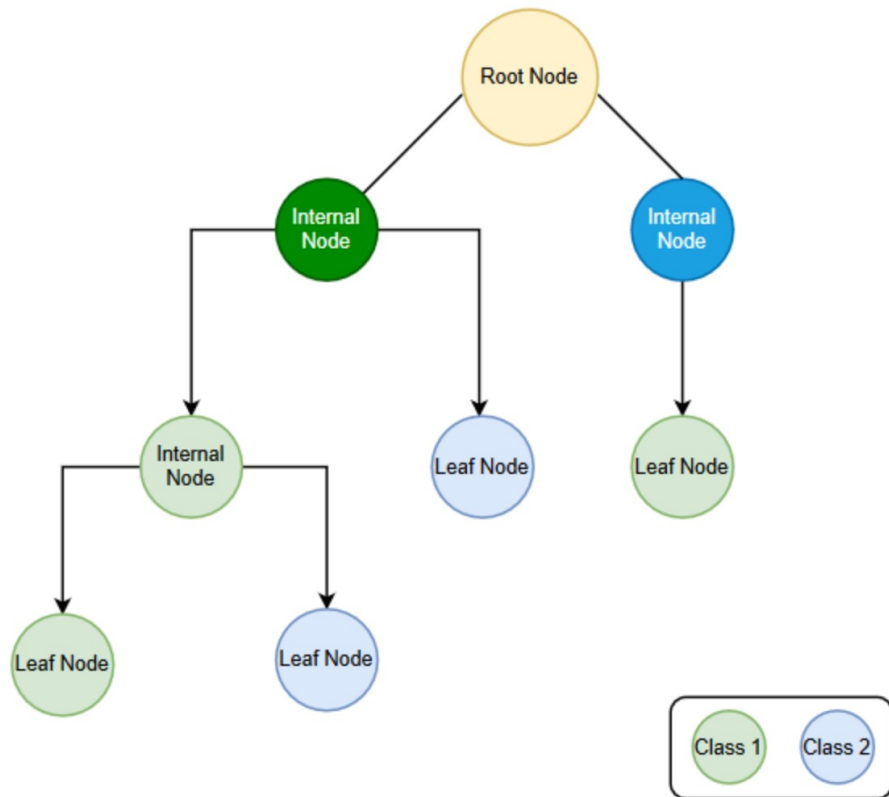 Root Node
Internal
Node
Internal
Node
Internal
Node
Leaf Node
Leaf Node
Leaf Node
Leaf Node
Class 1
Class 2